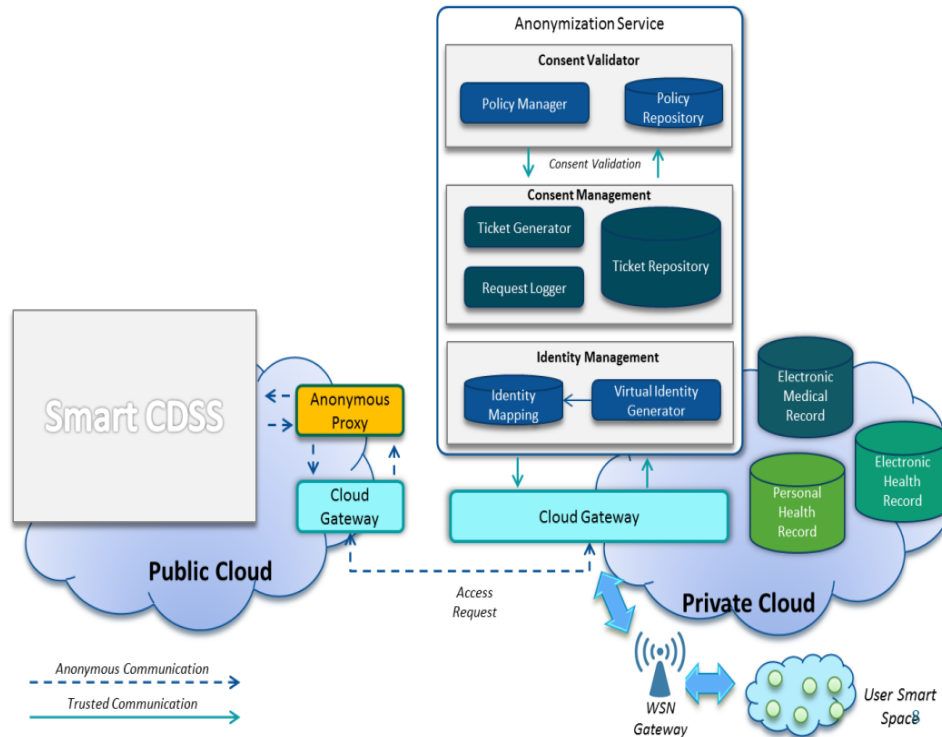 Anonymization Service
Consent Validator
Policy Manager
Policy
Repository
Consent Validation
Consent Management
Ticket Generator
Ticket Repository
Request Logger
Identity Management
Identity
Mapping
Virtual Identity
Generator
Smart CDSS
Anonymous
Proxy
Cloud
Gateway
Public Cloud
Cloud Gateway
Access
Request
Electronic
Medical
Record
Electronic
Health
Record
Personal
Health
Record
Private Cloud
Anonymous Communication
Trusted Communication
WSN
Gateway
User Smart
Space
8